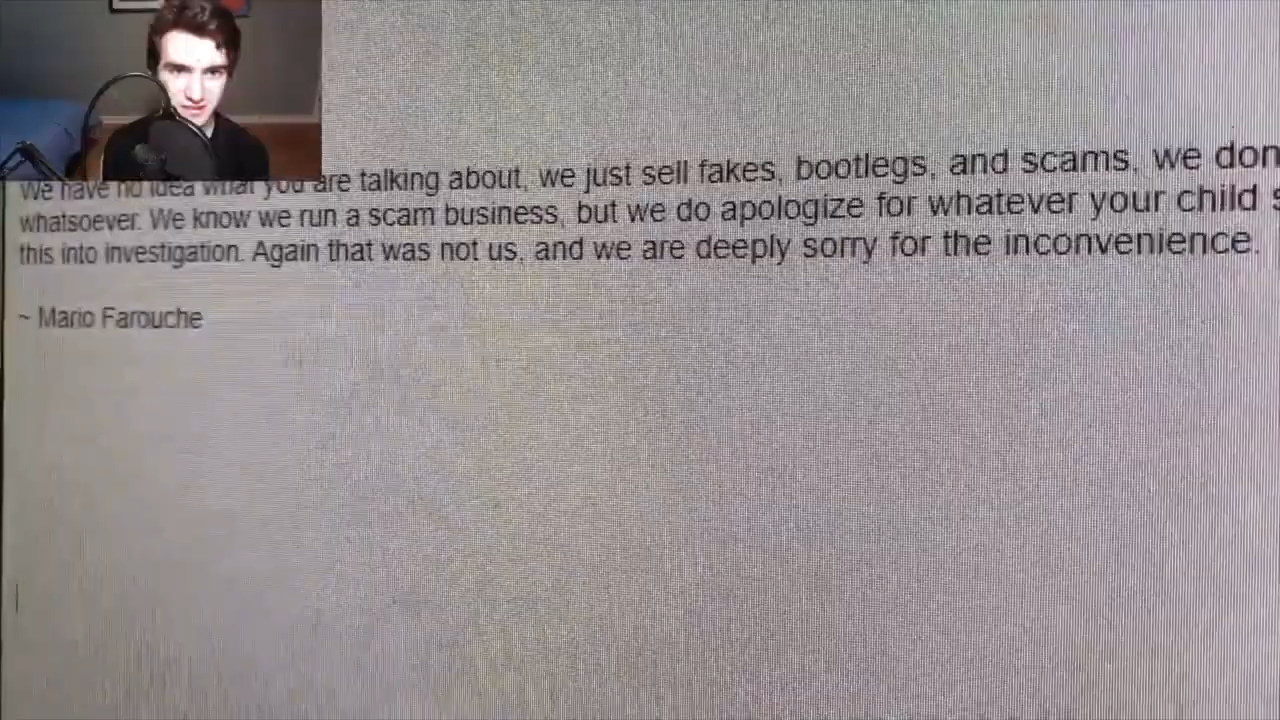 We have no idea what you are talking about, we just sell fakes, bootlegs, and scams, we don
whatsoever. We know we run a scam business, but we do apologize for whatever your child s
this into investigation. Again that was not us, and we are deeply sorry for the inconvenience.
~ Mario Farouche